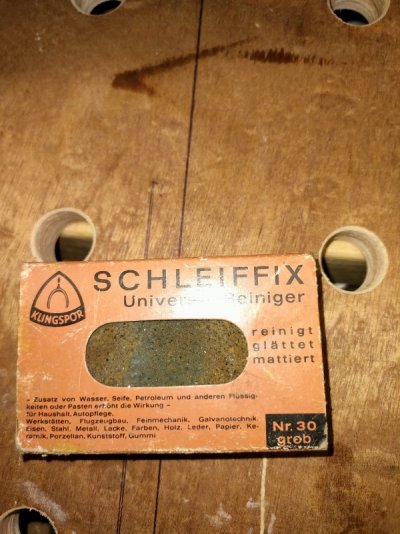 KLINGSPOR
SCHLEIFFIX
Reiniger
reinigt
glättet
mattiert
- Zusatz von Wasser, Seife, Petroleum und anderen Flüssig-
keiten oder Pasten erhöht die Wirkung -
für Haushalt, Autopflege,
Werkstätten, Flugzeugbau, Feinmechanik, Galvanotechnik,
Eisen, Stahl, Metall, Lacke, Farben, Holz, Leder, Papier, Ke-
ramik, Porzellan, Kunststoff, Gummi
Nr. 30
grob